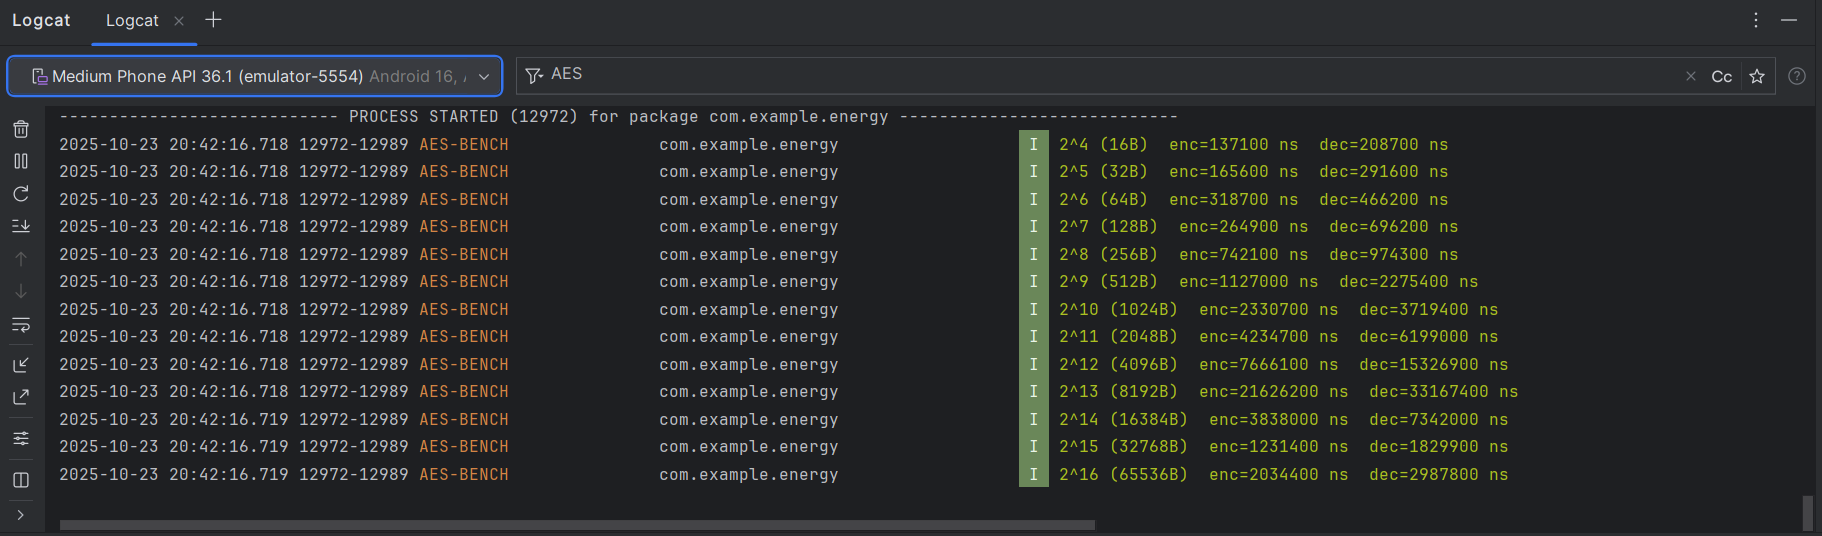 Logcat Logcat
Medium Phone API 36.1 (emulator-5554) Android 16, AES Cc
--------------------------- PROCESS STARTED (12972) for package com.example.energy ---------------------------
2025-10-23 20:42:16.718 12972-12989 AES-BENCH com.example.energy I 2^4 (16B) enc=137100 ns dec=208700 ns
2025-10-23 20:42:16.718 12972-12989 AES-BENCH com.example.energy I 2^5 (32B) enc=165600 ns dec=291600 ns
2025-10-23 20:42:16.718 12972-12989 AES-BENCH com.example.energy I 2^6 (64B) enc=318700 ns dec=466200 ns
2025-10-23 20:42:16.718 12972-12989 AES-BENCH com.example.energy I 2^7 (128B) enc=264900 ns dec=696200 ns
2025-10-23 20:42:16.718 12972-12989 AES-BENCH com.example.energy I 2^8 (256B) enc=742100 ns dec=974300 ns
2025-10-23 20:42:16.718 12972-12989 AES-BENCH com.example.energy I 2^9 (512B) enc=1127000 ns dec=2275400 ns
2025-10-23 20:42:16.718 12972-12989 AES-BENCH com.example.energy I 2^10 (1024B) enc=2330700 ns dec=3719400 ns
2025-10-23 20:42:16.718 12972-12989 AES-BENCH com.example.energy I 2^11 (2048B) enc=4234700 ns dec=6199000 ns
2025-10-23 20:42:16.718 12972-12989 AES-BENCH com.example.energy I 2^12 (4096B) enc=7666100 ns dec=15326900 ns
2025-10-23 20:42:16.718 12972-12989 AES-BENCH com.example.energy I 2^13 (8192B) enc=21626200 ns dec=33167400 ns
2025-10-23 20:42:16.719 12972-12989 AES-BENCH com.example.energy I 2^14 (16384B) enc=3838000 ns dec=7342000 ns
2025-10-23 20:42:16.719 12972-12989 AES-BENCH com.example.energy I 2^15 (32768B) enc=1231400 ns dec=1829900 ns
2025-10-23 20:42:16.719 12972-12989 AES-BENCH com.example.energy I 2^16 (65536B) enc=2034400 ns dec=2987800 ns